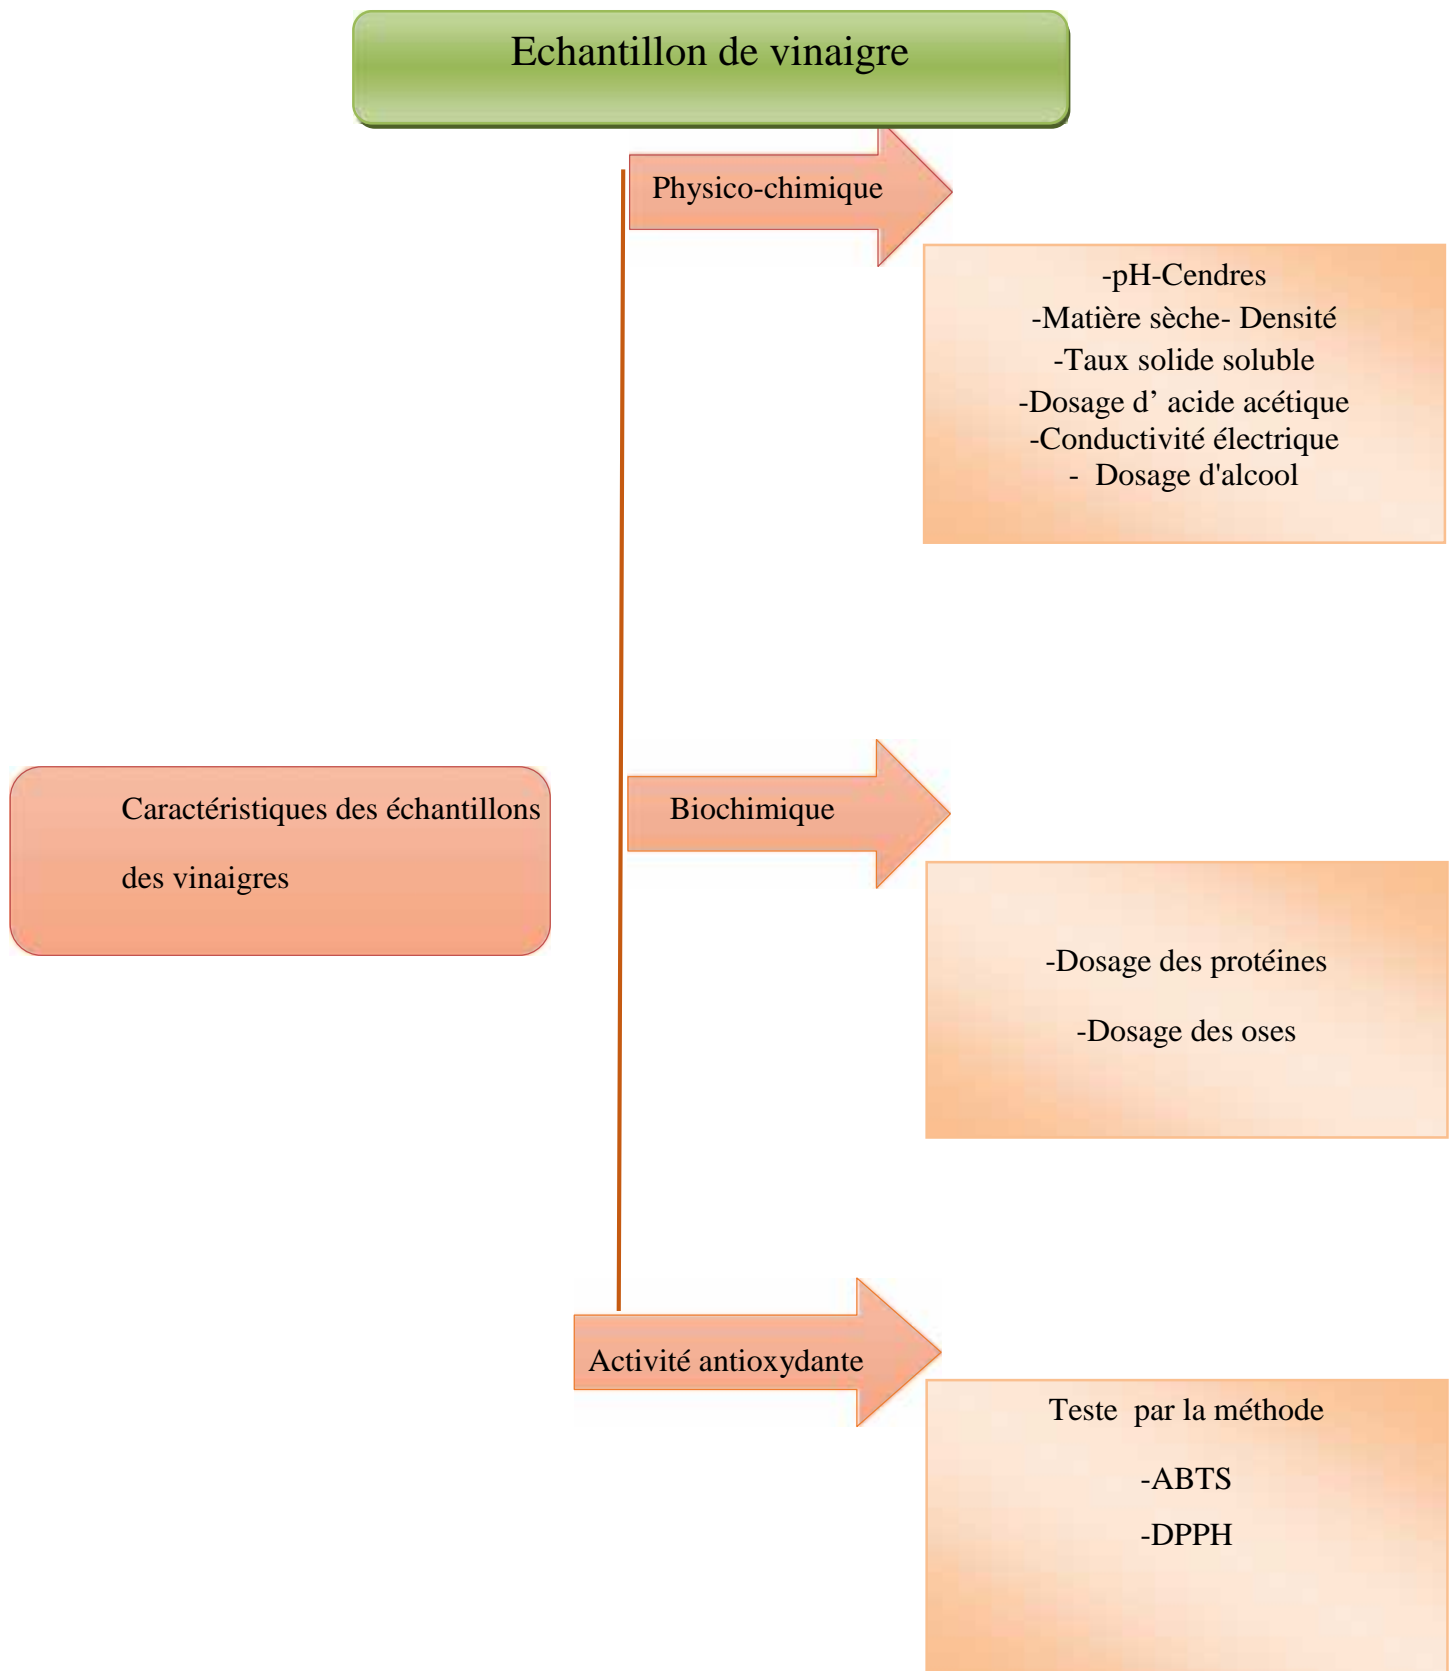 Echantillon de vinaigre
Physico-chimique
-pH-Cendres
-Matière sèche- Densité
-Taux solide soluble
-Dosage d’ acide acétique
-Conductivité électrique
- Dosage d'alcool
Caractéristiques des échantillons
des vinaigres
Biochimique
-Dosage des protéines
-Dosage des oses
Activité antioxydante
Teste par la méthode
-ABTS
-DPPH